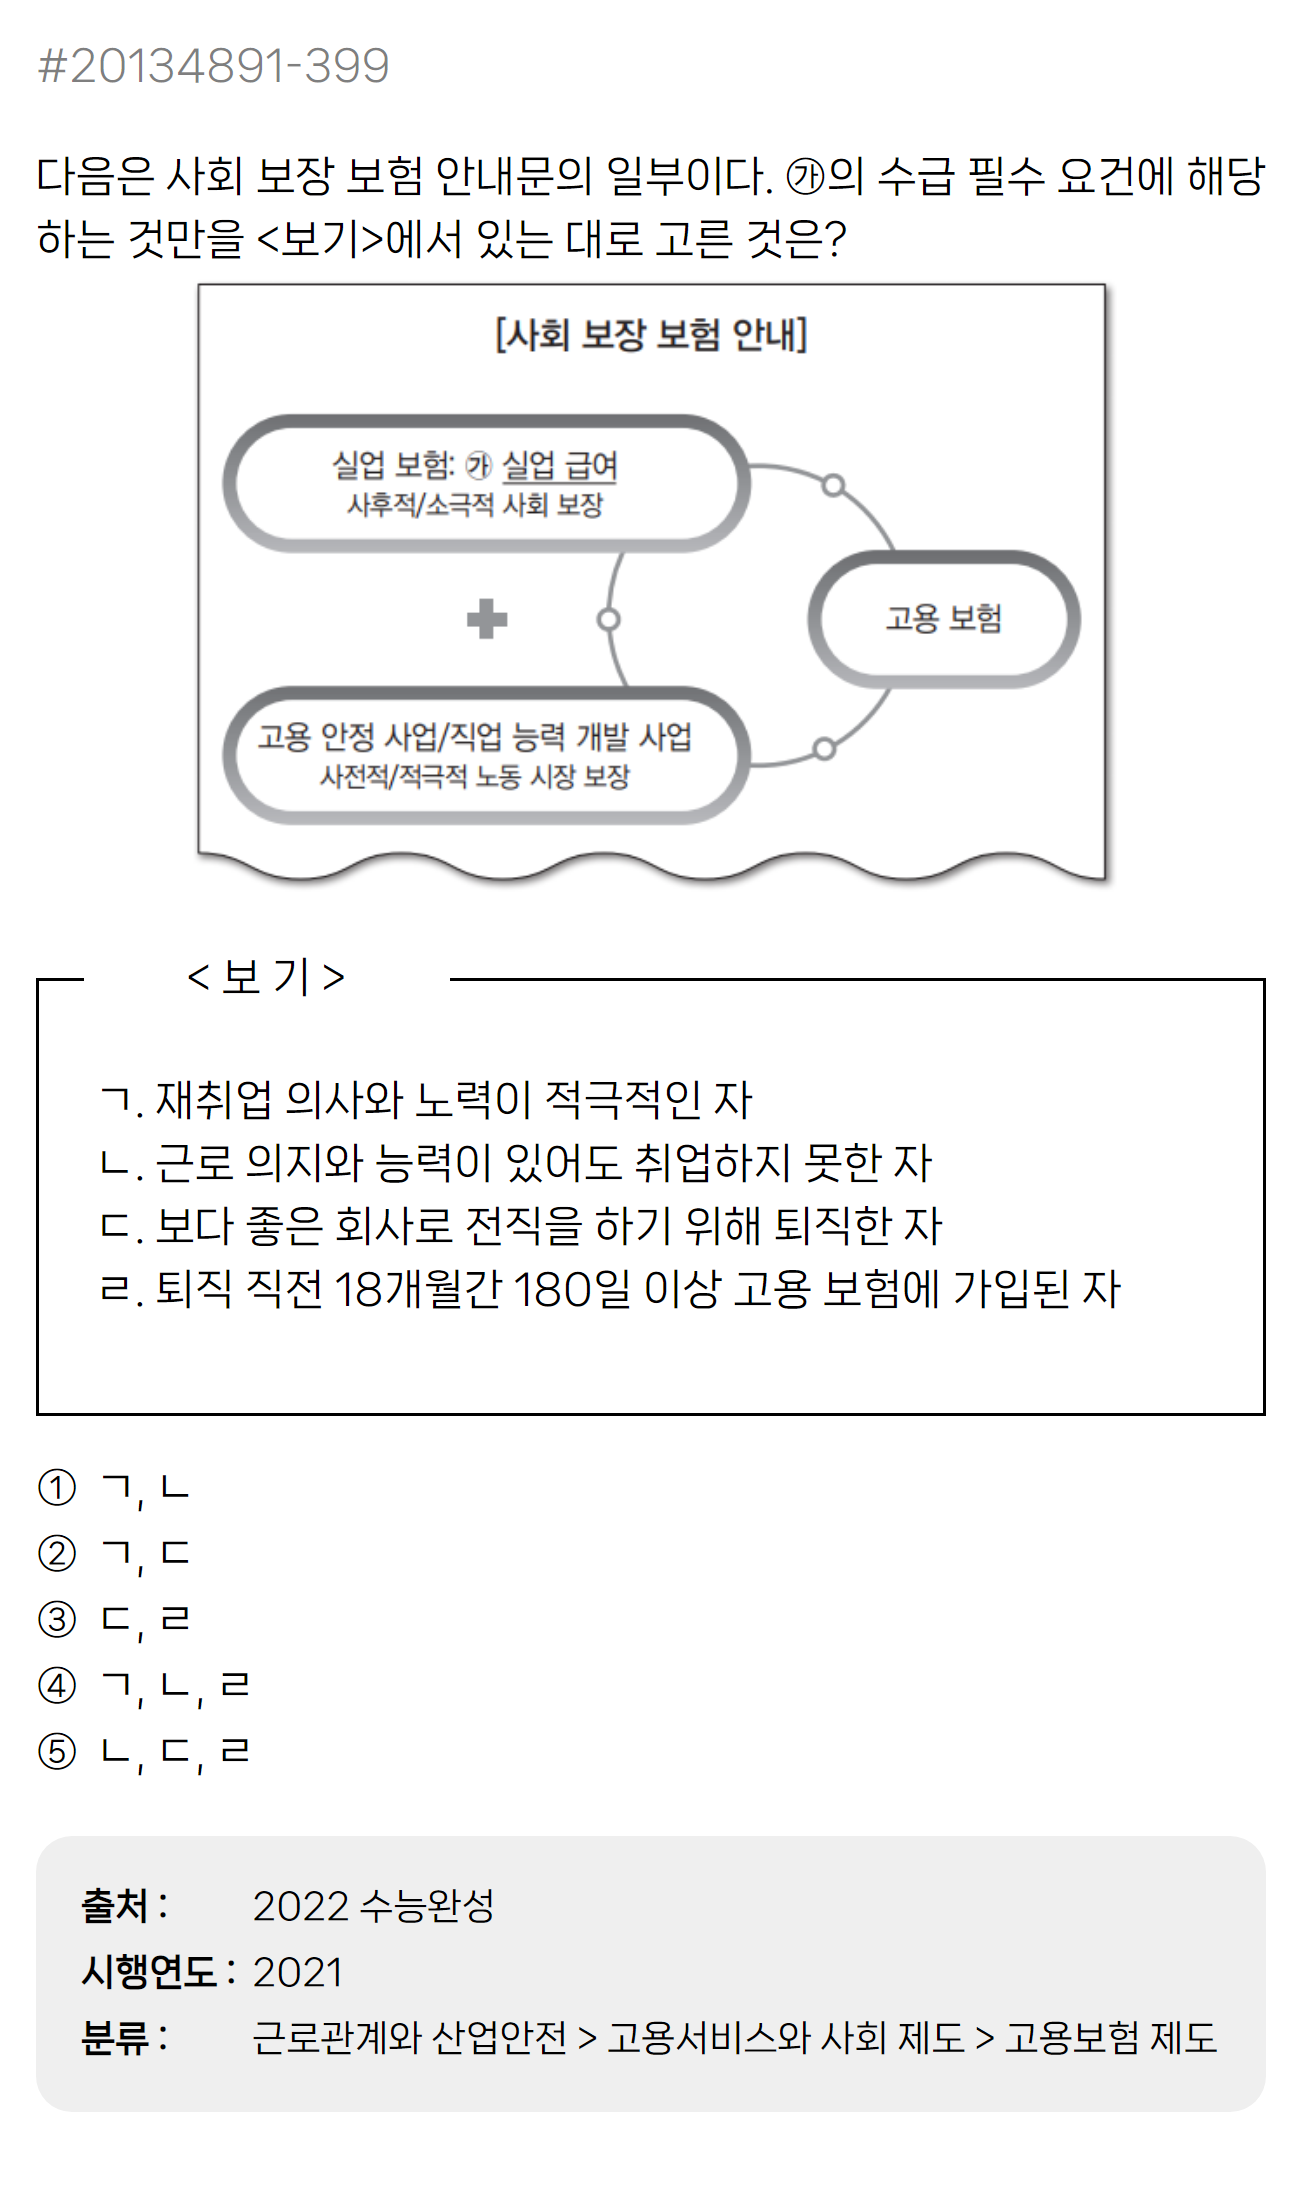 #20134891-399
다음은 사회 보장 보험 안내문의 일부이다. ㉮의 수급 필수 요건에 해당
하는 것만을 <보기>에서 있는 대로 고른 것은?
[사회 보장 보험 안내]
실업 보험: ㉮ 실업 급여
사후적/소극적 사회 보장
고용 보험
고용 안정 사업/직업 능력 개발 사업
사전적/적극적 노동 시장 보장
< 보 기 >
ㄱ. 재취업 의사와 노력이 적극적인 자
ㄴ. 근로 의지와 능력이 있어도 취업하지 못한 자
ㄷ. 보다 좋은 회사로 전직을 하기 위해 퇴직한 자
ㄹ. 퇴직 직전 18개월간 180일 이상 고용 보험에 가입된 자
① ㄱ, ㄴ
② ㄱ, ㄷ
③ ㄷ, ㄹ
④ ㄱ, ㄴ, ㄹ
⑤ ㄴ, ㄷ, ㄹ
출처 : 2022 수능완성
시행연도 : 2021
분류 : 근로관계와 산업안전 > 고용서비스와 사회 제도 > 고용보험 제도